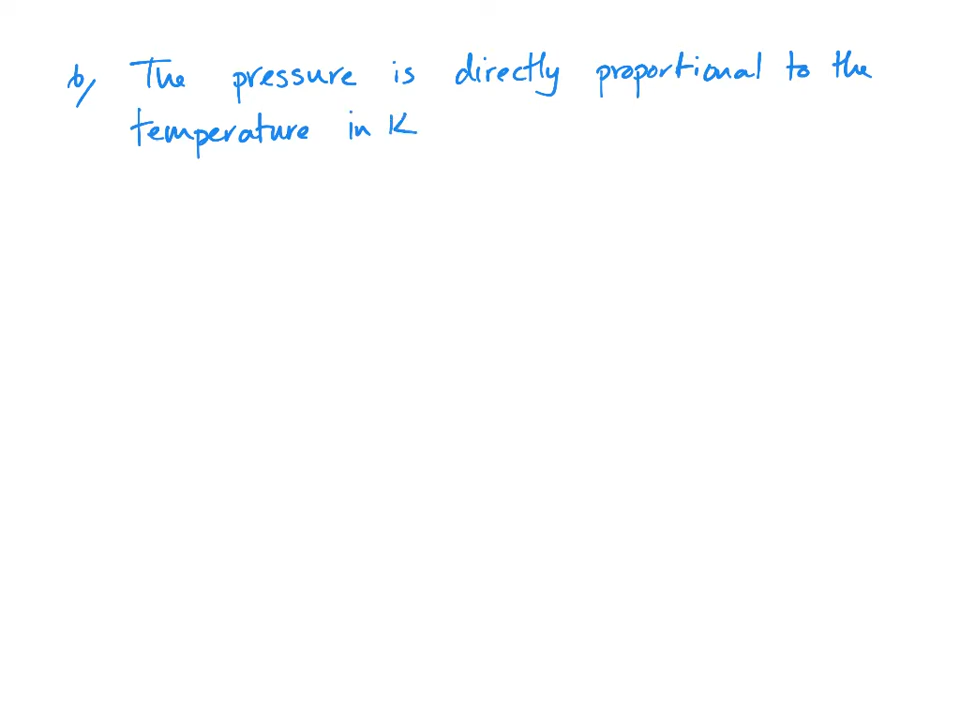 b/ The pressure is directly proportional to the
temperature in K